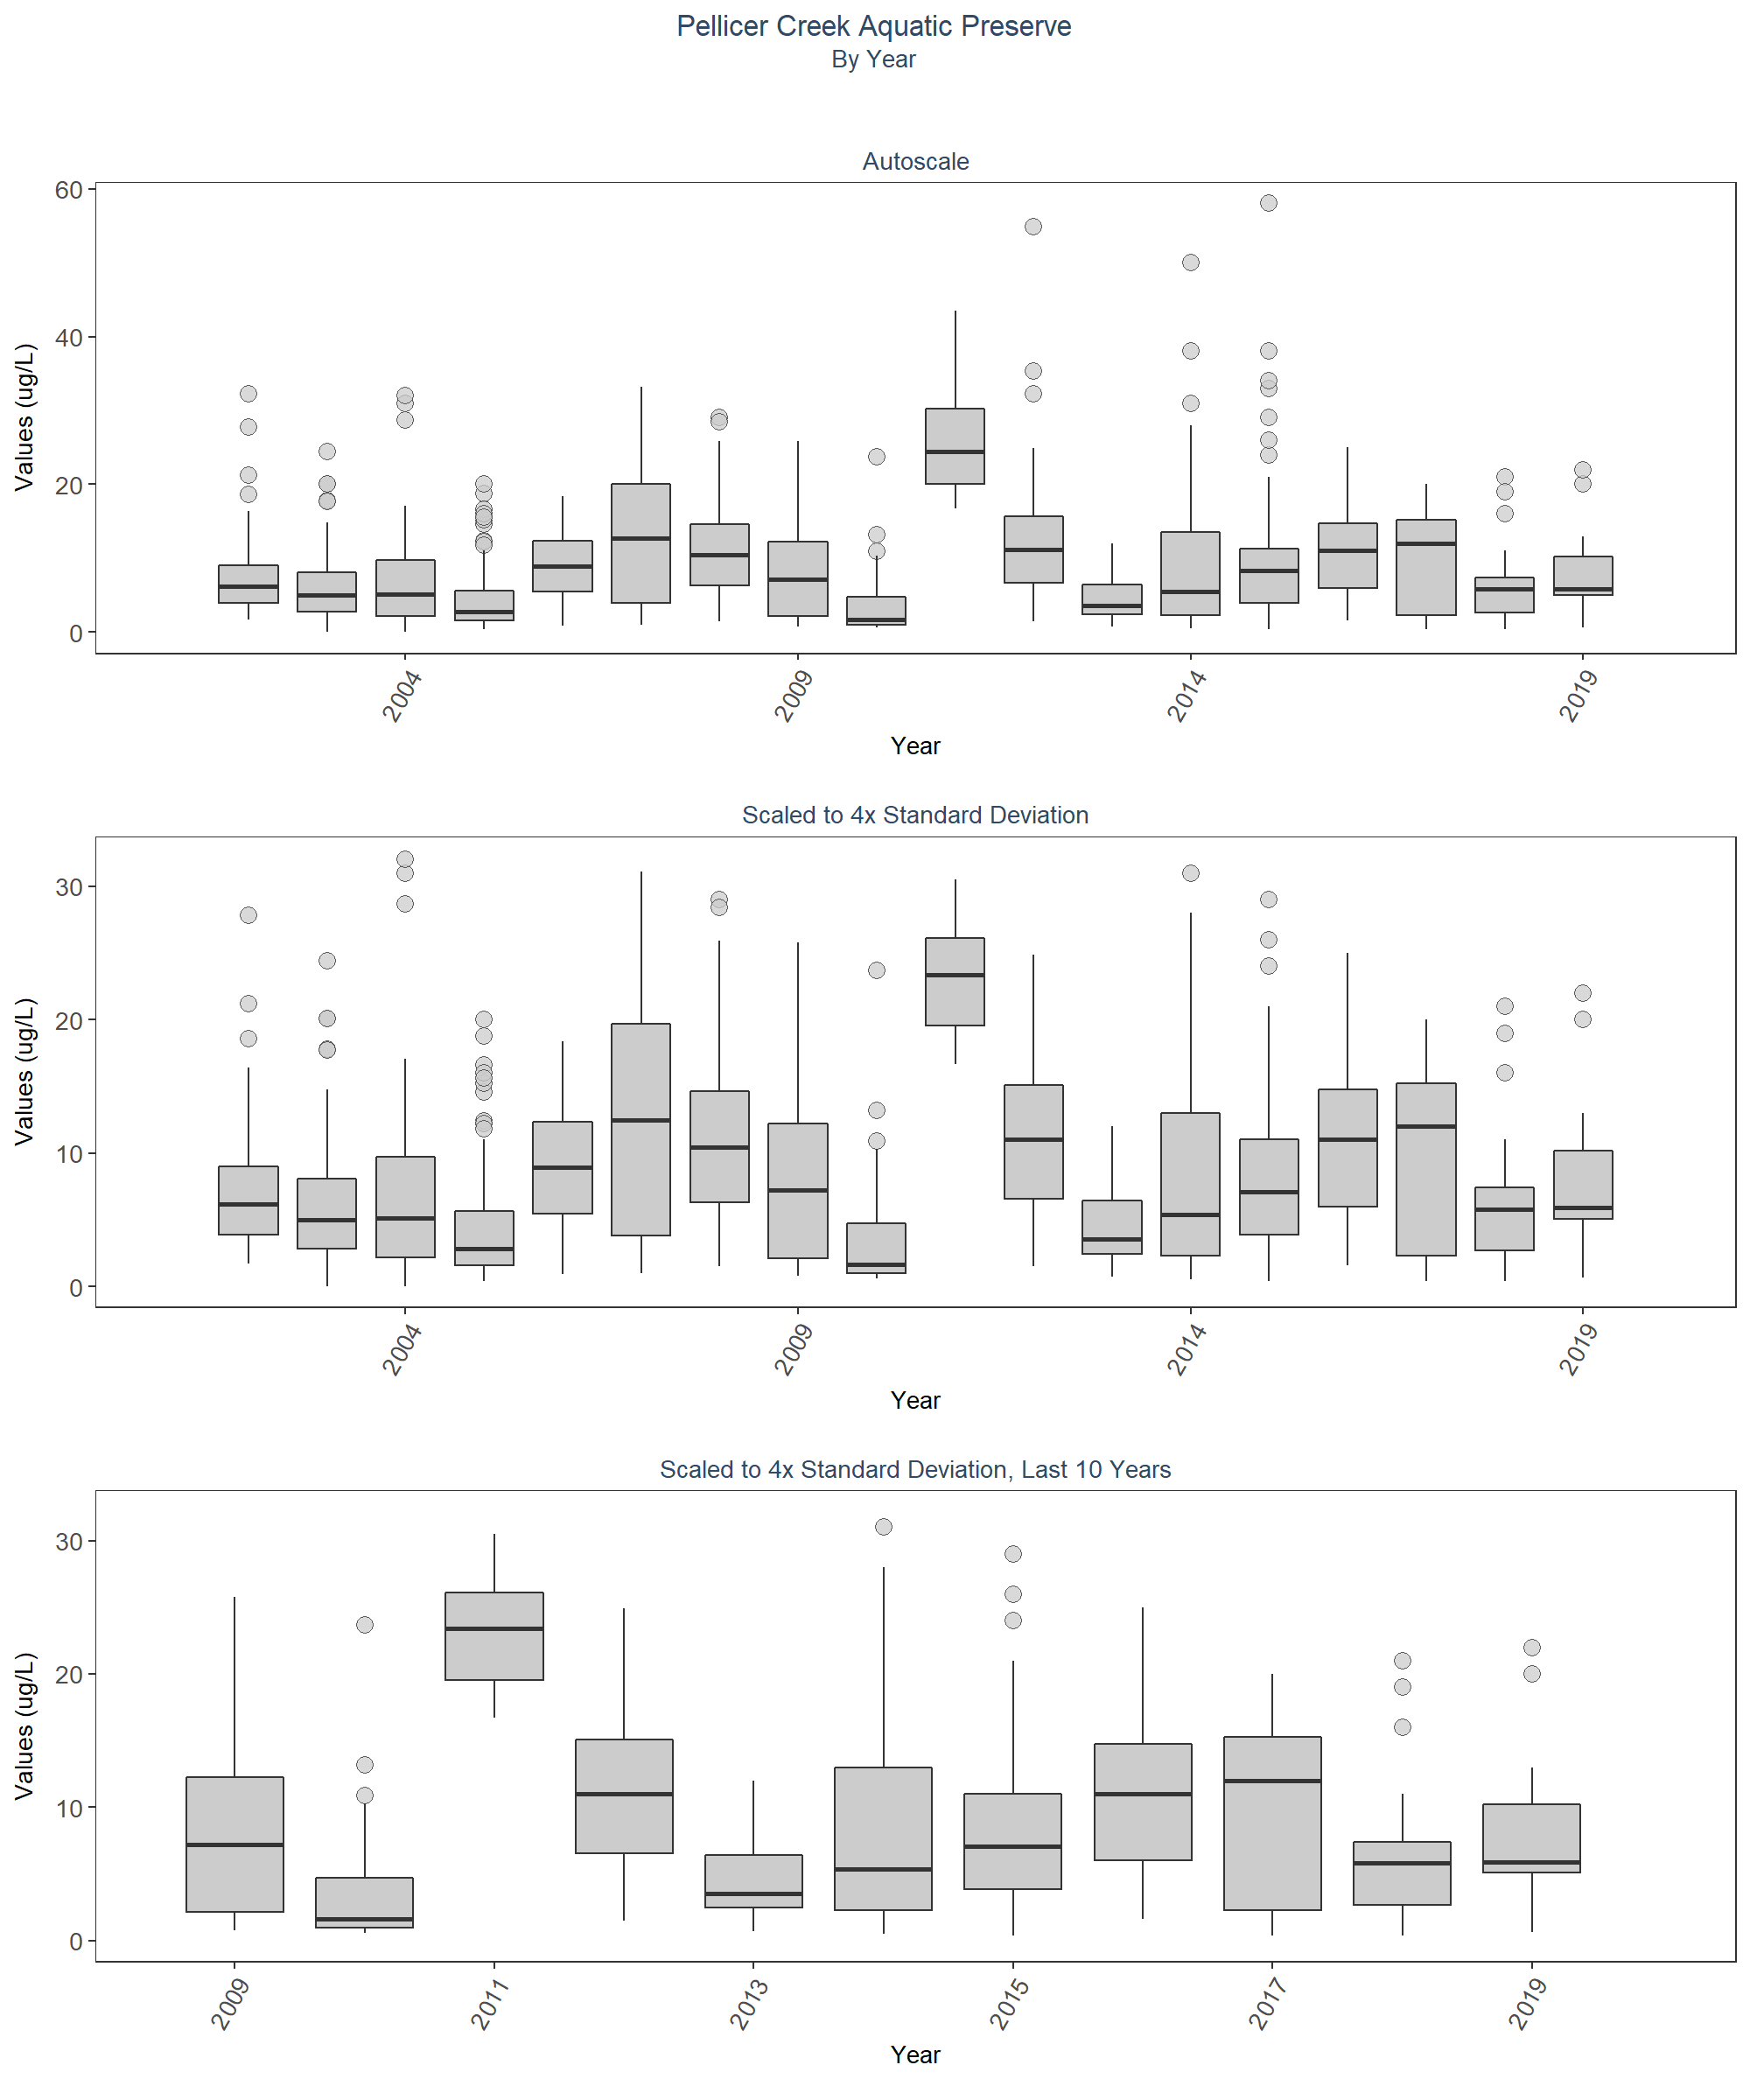 Pellicer Creek Aquatic Preserve
By Year
Autoscale
Values (ug/L)
60
40
20
0
2004
2009
2014
2019
Year
Scaled to 4x Standard Deviation
Values (ug/L)
30
20
10
0
2004
2009
2014
2019
Year
Scaled to 4x Standard Deviation, Last 10 Years
Values (ug/L)
30
20
10
0
2009
2011
2013
2015
2017
2019
Year